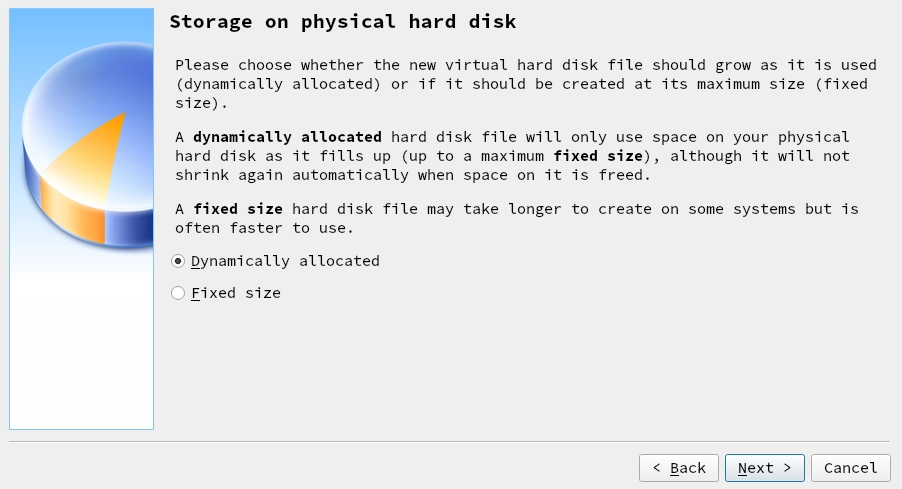 Storage on physical hard disk
Please choose whether the new virtual hard disk file should grow as it is used
(dynamically allocated) or if it should be created at its maximum size (fixed
size).
A dynamically allocated hard disk file will only use space on your physical
hard disk as it fills up (up to a maximum fixed size), although it will not
shrink again automatically when space on it is freed.
A fixed size hard disk file may take longer to create on some systems but is
often faster to use.
Dynamically allocated
Fixed size
< Back Next > Cancel